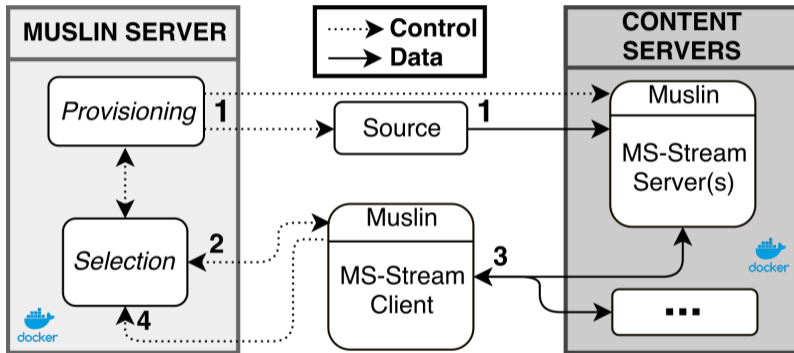 MUSLIN SERVER
Control
Data
CONTENT
SERVERS
Provisioning
1
Source
1
Muslin
MS-Stream
Server(s)
Selection
2
Muslin
MS-Stream
Client
3
4
docker
docker
...